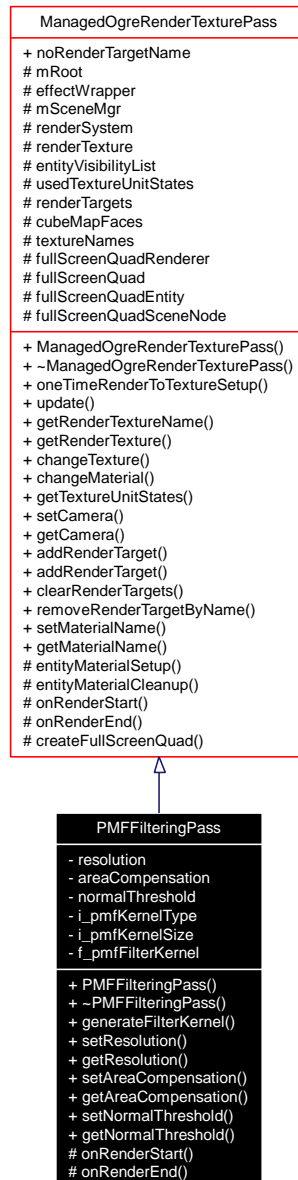 ManagedOgreRenderTexturePass
+ noRenderTargetName
# mRoot
# effectWrapper
# mSceneMgr
# renderSystem
# renderTexture
# entityVisibilityList
# usedTextureUnitStates
# renderTargets
# cubeMapFaces
# textureNames
# fullScreenQuadRenderer
# fullScreenQuad
# fullScreenQuadEntity
# fullScreenQuadSceneNode
+ ManagedOgreRenderTexturePass()
+ ~ManagedOgreRenderTexturePass()
+ oneTimeRenderToTextureSetup()
+ update()
+ getRenderTextureName()
+ getRenderTexture()
+ changeTexture()
+ changeMaterial()
+ getTextureUnitStates()
+ setCamera()
+ getCamera()
+ addRenderTarget()
+ addRenderTarget()
+ clearRenderTargets()
+ removeRenderTargetByName()
+ setMaterialName()
+ getMaterialName()
# entityMaterialSetup()
# entityMaterialCleanup()
# onRenderStart()
# onRenderEnd()
# createFullScreenQuad()
PMFFilteringPass
- resolution
- areaCompensation
- normalThreshold
- i_pmfKernelType
- i_pmfKernelSize
- f_pmfFilterKernel
+ PMFFilteringPass()
+ ~PMFFilteringPass()
+ generateFilterKernel()
+ setResolution()
+ getResolution()
+ setAreaCompensation()
+ getAreaCompensation()
+ setNormalThreshold()
+ getNormalThreshold()
# onRenderStart()
# onRenderEnd()